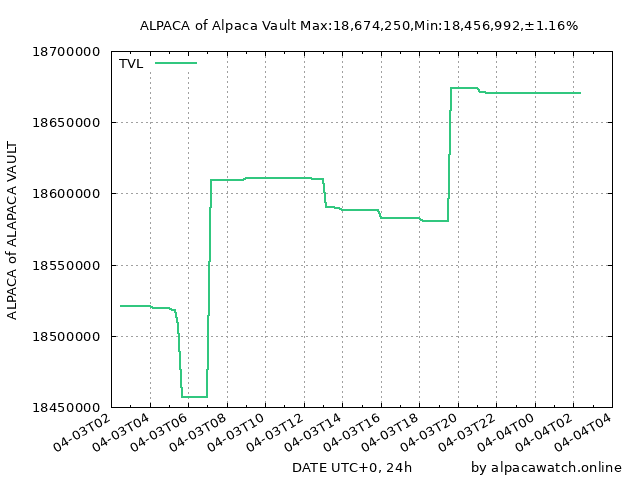 ALPACA of Alpaca Vault Max:18,674,250,Min:18,456,992,±1.16%
TVL
18700000
18650000
18600000
18550000
18500000
18450000
ALPACA of ALAPACA VAULT
04-03T02
04-03T04
04-03T06
04-03T08
04-03T10
04-03T12
04-03T14
04-03T16
04-03T18
04-03T20
04-03T22
04-04T00
04-04T02
04-04T04
DATE UTC+0, 24h
by alpacawatch.online